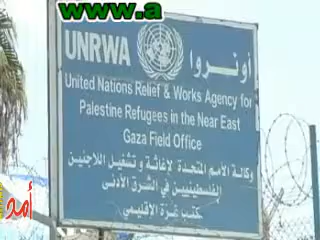 www.a
UNRWA أونروا
United Nations Relief & Works Agency for
Palestine Refugees in the Near East
Gaza Field Office
وكالة الأمم المتحدة لإغاثة و تشغيل اللاجئين
الفلسطينيين في الشرق الأدنى
مكتب غزة الإقليمي
أمد